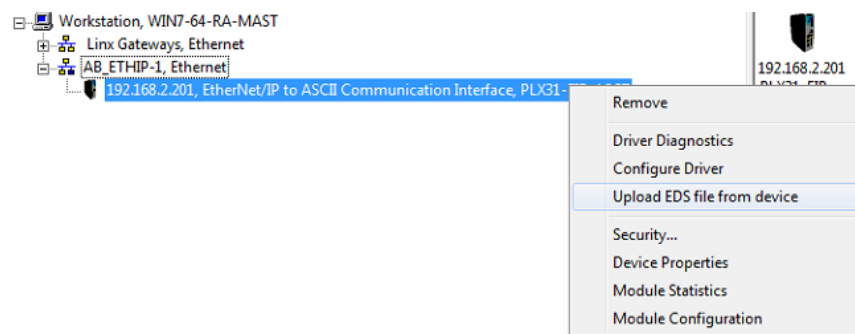 Workstation, WIN7-64-RA-MAST
Linx Gateways, Ethernet
AB_ETHIP-1, Ethernet
192.168.2.201, EtherNet/IP to ASCII Communication Interface, PLX31-
192.168.2.201
Remove
Driver Diagnostics
Configure Driver
Upload EDS file from device
Security...
Device Properties
Module Statistics
Module Configuration